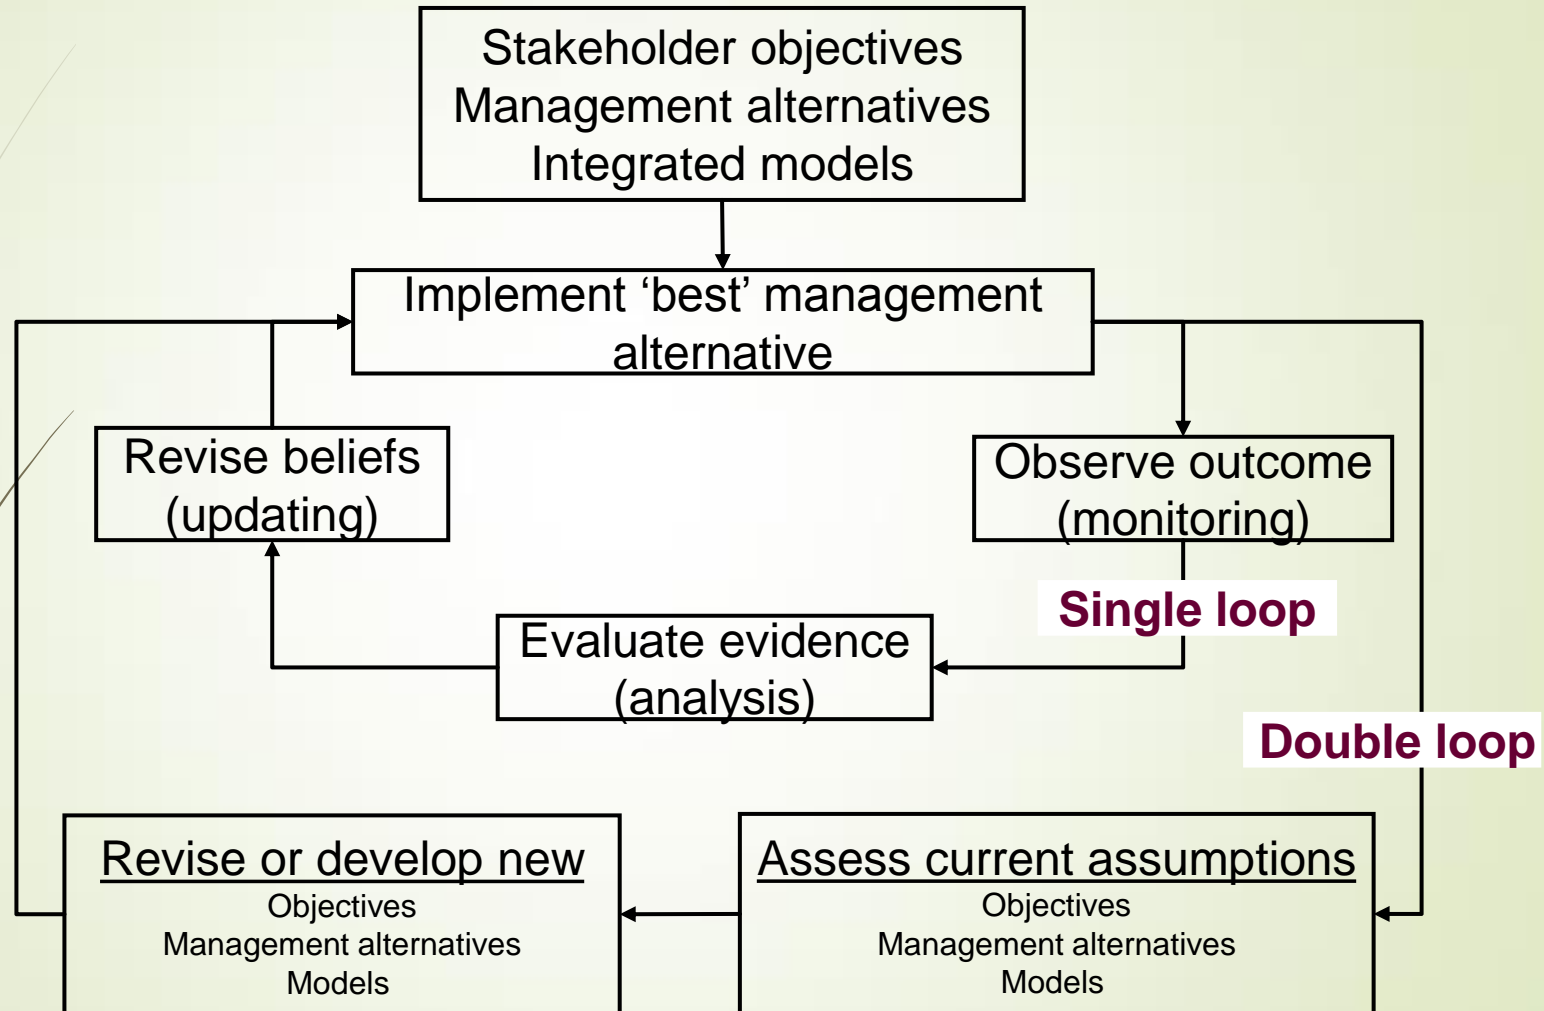 Stakeholder objectives
Management alternatives
Integrated models
Implement ‘best’ management
alternative
Revise beliefs
(updating)
Observe outcome
(monitoring)
Single loop
Evaluate evidence
(analysis)
Double loop
Revise or develop new
Objectives
Management alternatives
Models
Assess current assumptions
Objectives
Management alternatives
Models